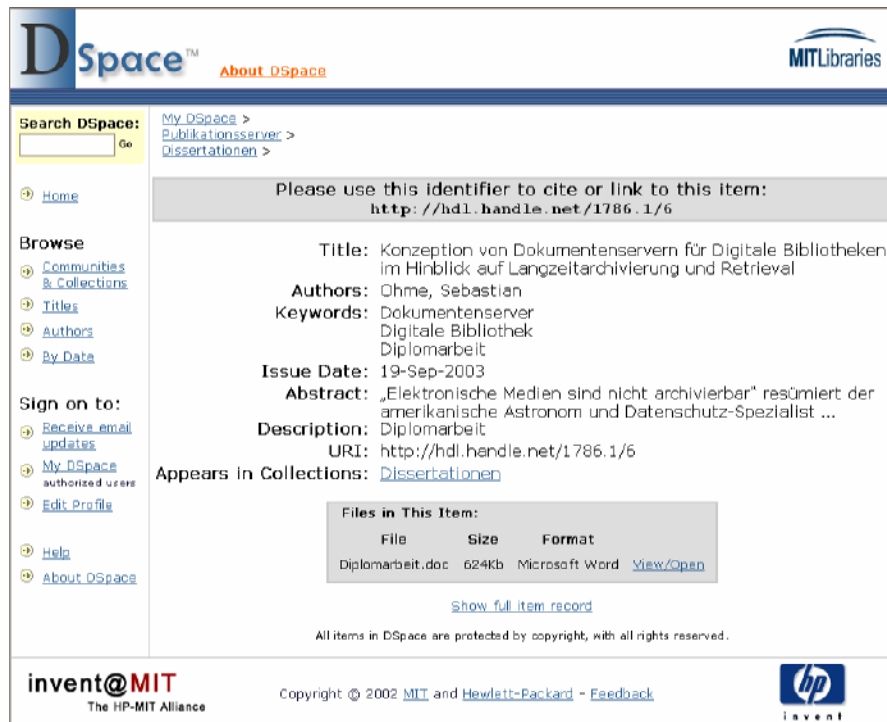 DSpace™
About DSpace
MITLibraries
Search DSpace:
Go
My DSpace >
Publikationsserver >
Dissertationen >
Home
Browse
Communities
& Collections
Titles
Authors
By Date
Sign on to:
Receive email
updates
My DSpace
authorized users
Edit Profile
Help
About DSpace
Please use this identifier to cite or link to this item:
http://hdl.handle.net/1786.1/6
Title: Konzeption von Dokumentenservern für Digitale Bibliotheken
im Hinblick auf Langzeitarchivierung und Retrieval
Authors: Ohme, Sebastian
Keywords: Dokumentenserver
Digitale Bibliothek
Diplomarbeit
Issue Date: 19-Sep-2003
Abstract: „Elektronische Medien sind nicht archivierbar" resümiert der
amerikanische Astronom und Datenschutz-Spezialist ...
Description: Diplomarbeit
URI: http://hdl.handle.net/1786.1/6
Appears in Collections: Dissertationen
Files in This Item:
File Size Format
Diplomarbeit.doc 624Kb Microsoft Word View/Open
Show full item record
All items in DSpace are protected by copyright, with all rights reserved.
invent@MIT
The HP-MIT Alliance
Copyright © 2002 MIT and Hewlett-Packard - Feedback
hp
invent